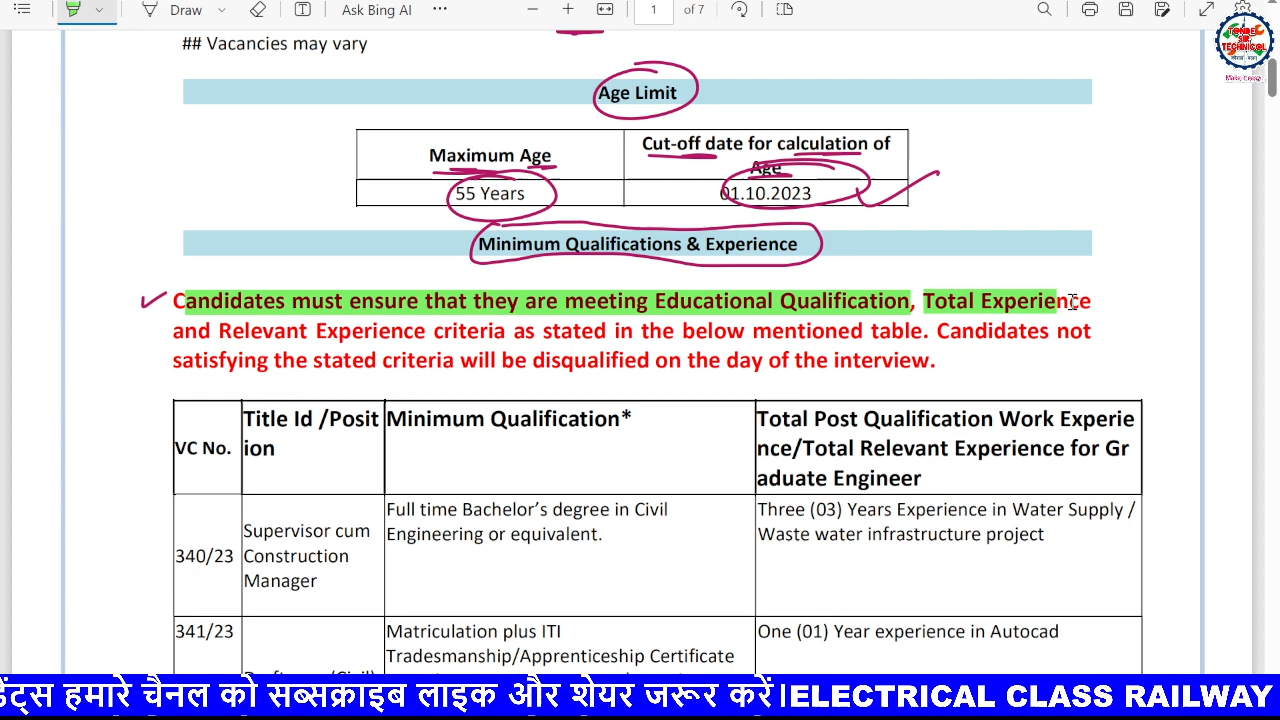 Draw
Ask Bing AI
1 of 7
## Vacancies may vary
Age Limit
Maximum Age
Cut-off date for calculation of
Age
55 Years
01.10.2023
Minimum Qualifications & Experience
Candidates must ensure that they are meeting Educational Qualification, Total Experience
and Relevant Experience criteria as stated in the below mentioned table. Candidates not
satisfying the stated criteria will be disqualified on the day of the interview.
VC No.
Title Id /Posit
ion
Minimum Qualification*
Total Post Qualification Work Experie
nce/Total Relevant Experience for Gr
aduate Engineer
340/23
Supervisor cum
Construction
Manager
Full time Bachelor’s degree in Civil
Engineering or equivalent.
Three (03) Years Experience in Water Supply /
Waste water infrastructure project
341/23
Matriculation plus ITI
Tradesmanship/Apprenticeship Certificate
One (01) Year experience in Autocad
हमारे चैनल को सब्सक्राइब लाइक और शेयर जरूर करें।ELECTRICAL CLASS RAILWAY